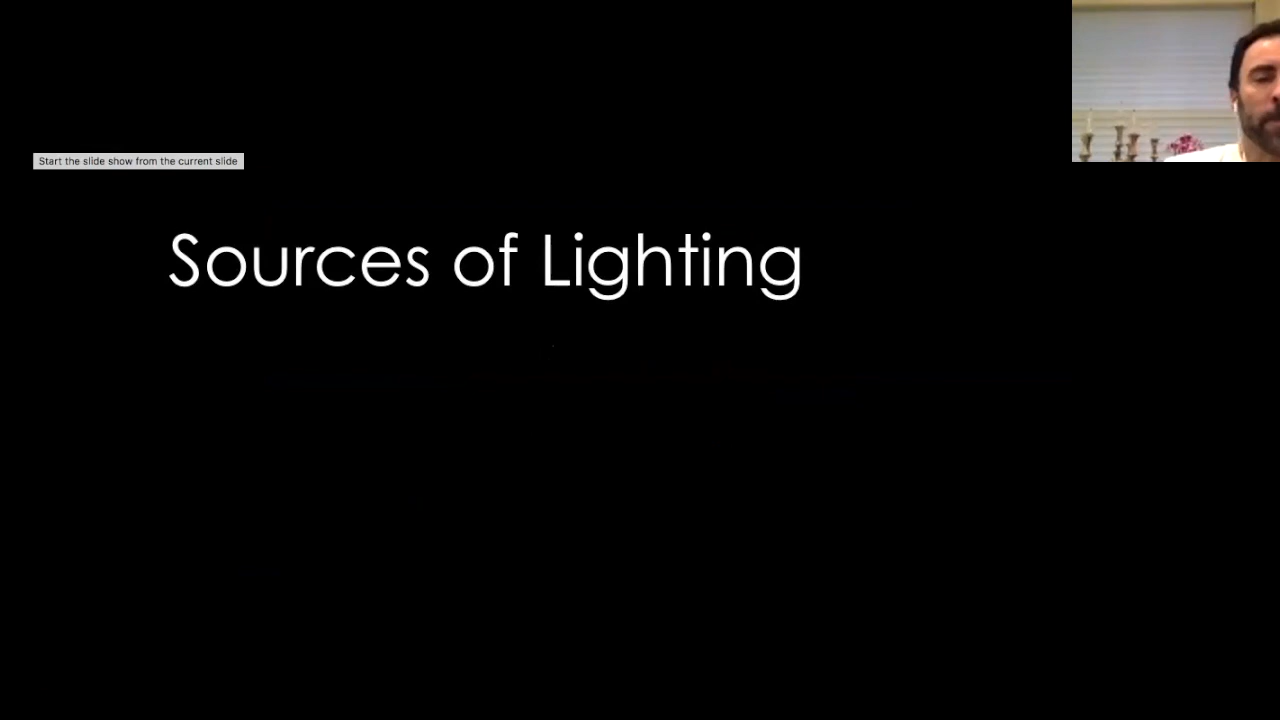 Start the slide show from the current slide
Sources of Lighting